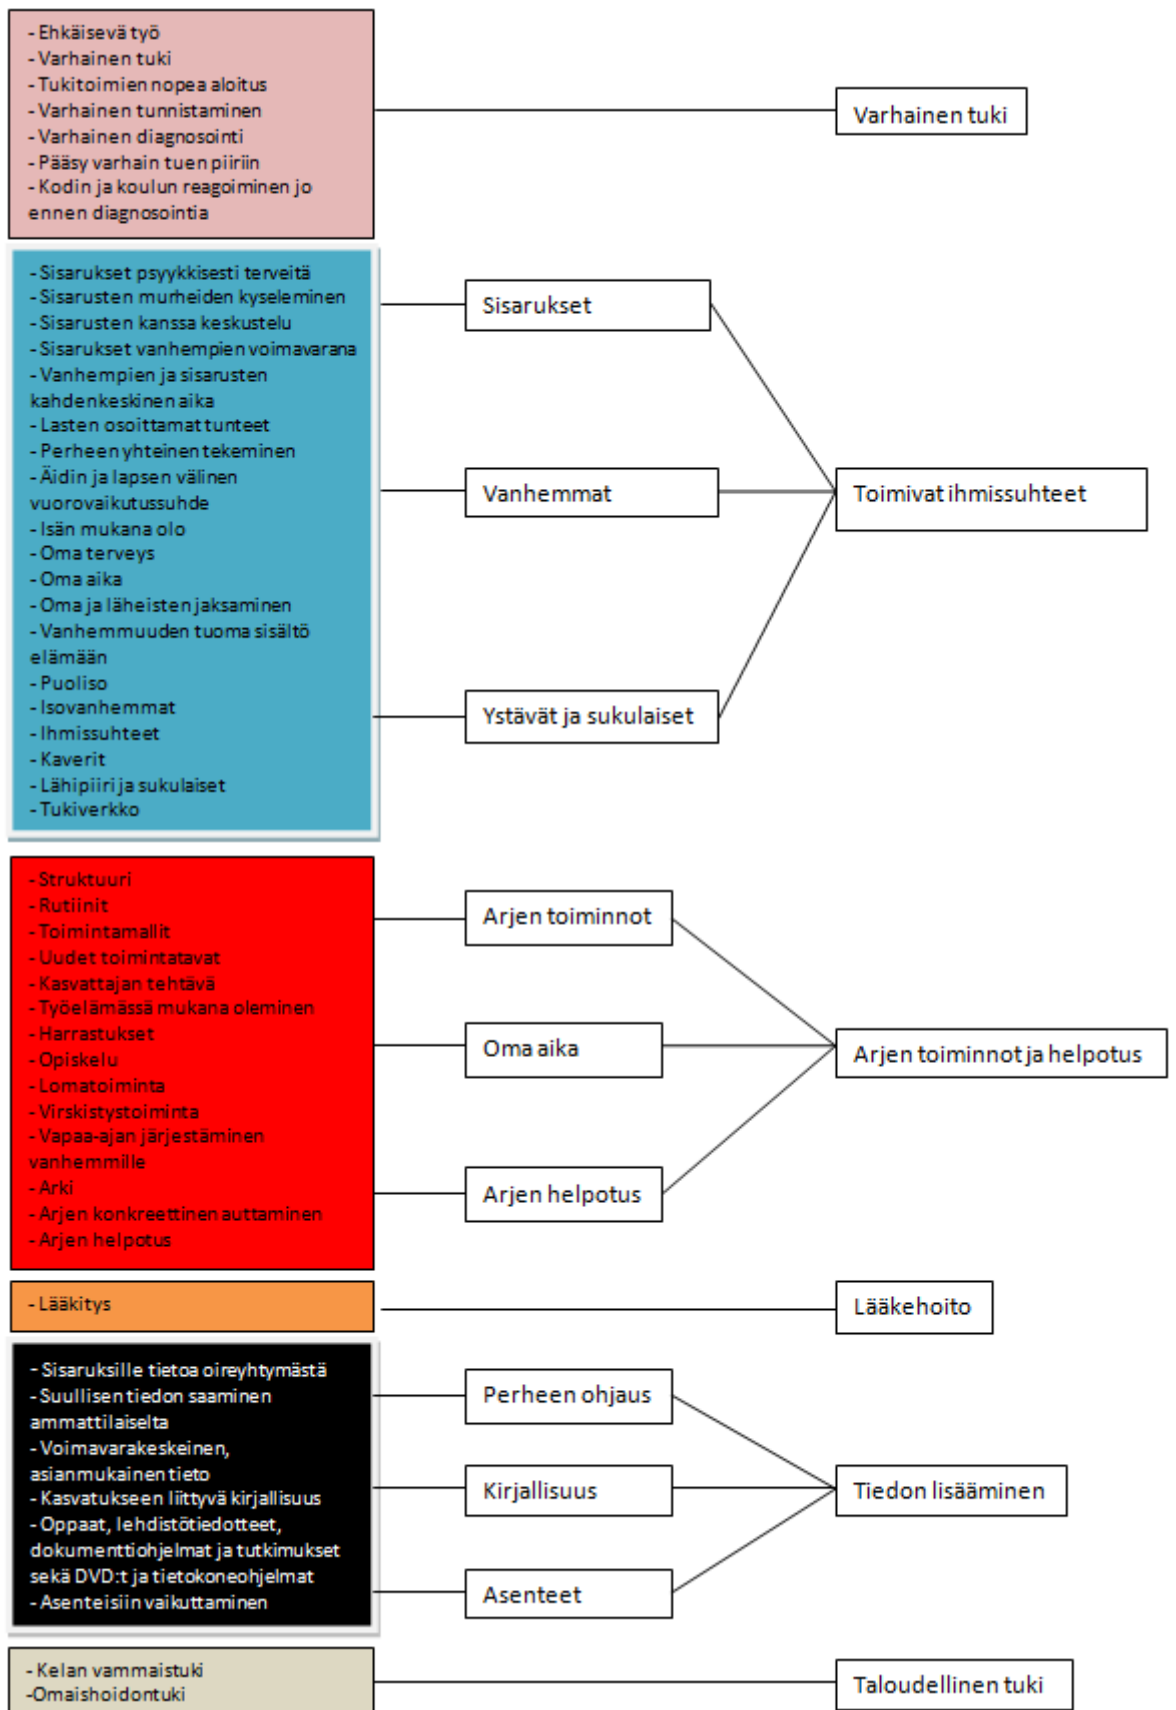 - Ehkäisevä työ
- Varhainen tuki
- Tukitoimien nopea aloitus
- Varhainen tunnistaminen
- Varhainen diagnosointi
- Pääsy varhain tuen piiriin
- Kodin ja koulun reagoiminen jo
ennen diagnosointia
Varhainen tuki
- Sisarukset psyykkisesti terveitä
- Sisarusten murheiden kyseleminen
- Sisarusten kanssa keskustelu
- Sisarukset vanhempien voimavarana
- Vanhempien ja sisarusten
kahdenkeskinen aika
- Lasten osoittamat tunteet
- Perheen yhteinen tekeminen
- Äidin ja lapsen välinen
vuorovaikutussuhde
- Isän mukana olo
- Oma terveys
- Oma aika
- Oma ja läheisten jaksaminen
- Vanhemmuuden tuoma sisältö
elämään
- Puoliso
- Isovanhemmat
- Ihmissuhteet
- Kaverit
- Lähipiiri ja sukulaiset
- Tukiverkko
Sisarukset
Vanhemmat
Ystävät ja sukulaiset
Toimivat ihmissuhteet
- Struktuuri
- Rutiinit
- Toimintamallit
- Uudet toimintatavat
- Kasvattajan tehtävä
- Työelämässä mukana oleminen
- Harrastukset
- Opiskelu
- Lomatoiminta
- Virskistystoiminta
- Vapaa-ajan järjestäminen
vanhemmille
- Arki
- Arjen konkreettinen auttaminen
- Arjen helpotus
Arjen toiminnot
Oma aika
Arjen helpotus
Arjen toiminnot ja helpotus
- Lääkitys
Lääkehoito
- Sisaruksille tietoa oireyhtymästä
- Suullisen tiedon saaminen
ammattilaiselta
- Voimavarakeskeinen,
asianmukainen tieto
- Kasvatukseen liittyvä kirjallisuus
- Oppaat, lehdistötiedotteet,
dokumenttiohjelmat ja tutkimukset
sekä DVD:t ja tietokoneohjelmat
- Asenteisiin vaikuttaminen
Perheen ohjaus
Kirjallisuus
Asenteet
Tiedon lisääminen
- Kelan vammaistuki
-Omaishoidontuki
Taloudellinen tuki